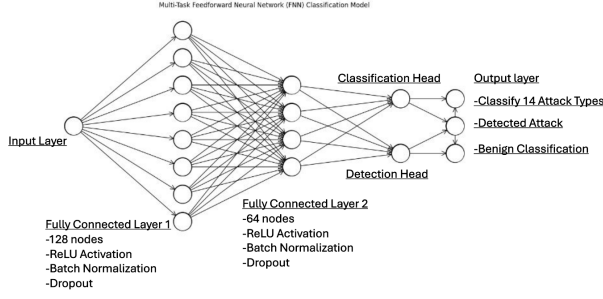 Multi-Task Feedforward Neural Network (FNN) Classification Model
Classification Head
Output layer
-Classify 14 Attack Types
-Detected Attack
-Benign Classification
Input Layer
Detection Head
Fully Connected Layer 1
-128 nodes
-ReLU Activation
-Batch Normalization
-Dropout
Fully Connected Layer 2
-64 nodes
-ReLU Activation
-Batch Normalization
-Dropout